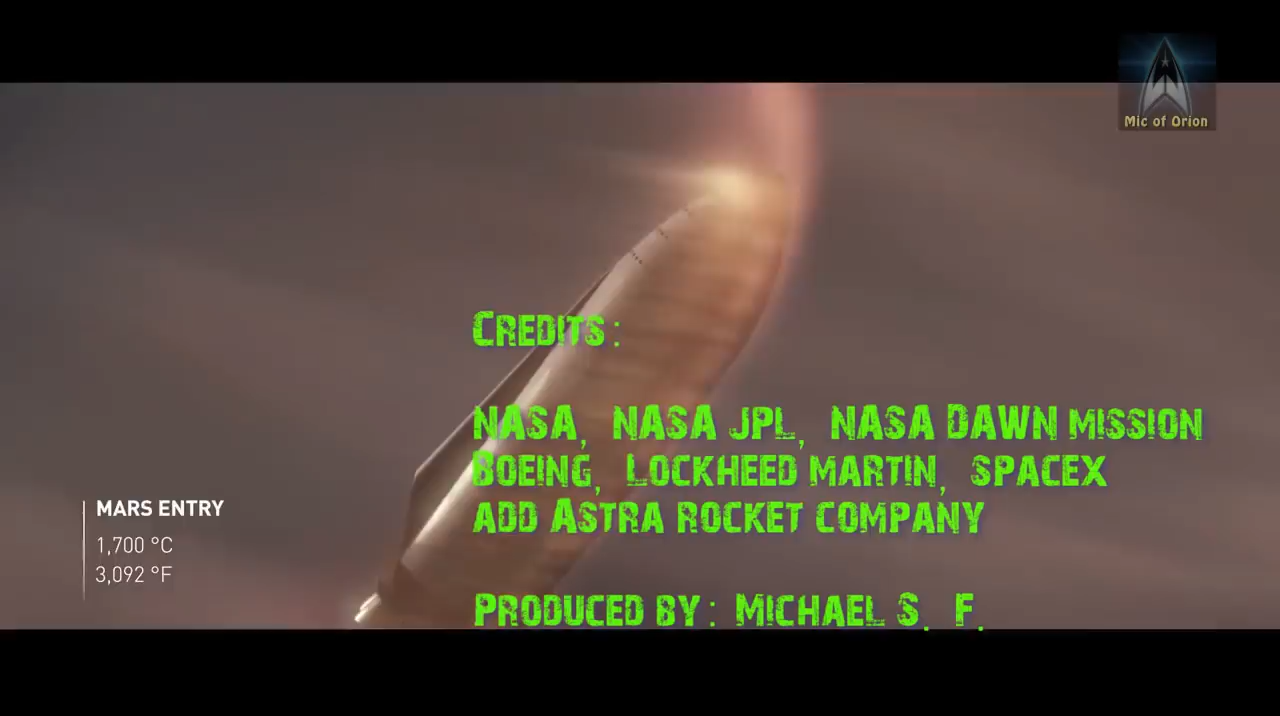 Mic of Orion
Credits:
NASA, NASA JPL, NASA DAWN mission
Boeing, Lockheed martin, spacex
add Astra rocket company
MARS ENTRY
1,700 °C
3,092 °F
Produced by: Michael S. F.